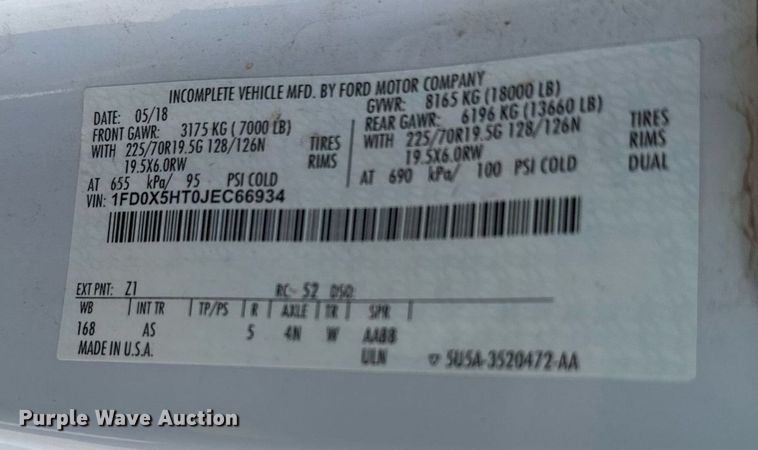 INCOMPLETE VEHICLE MFD. BY FORD MOTOR COMPANY
DATE: 05/18 GVWR: 8165 KG (18000 LB)
FRONT GAWR: 3175 KG ( 7000 LB) REAR GAWR: 6196 KG (13660 LB)
WITH 225/70R19.5G 128/126N TIRES WITH 225/70R19.5G 128/126N TIRES
19.5X6.0RW RIMS 19.5X6.0RW RIMS
AT 655 kPa/ 95 PSI COLD AT 690 kPa/ 100 PSI COLD DUAL
VIN: 1FD0X5HT0JEC66934
EXT PNT: Z1 RC: 52 DSO:
WB INT TR TP/PS R AXLE TR SPR
168 AS 5 4N W AABB
MADE IN U.S.A. ULN 5U5A-3520472-AA
Purple Wave Auction